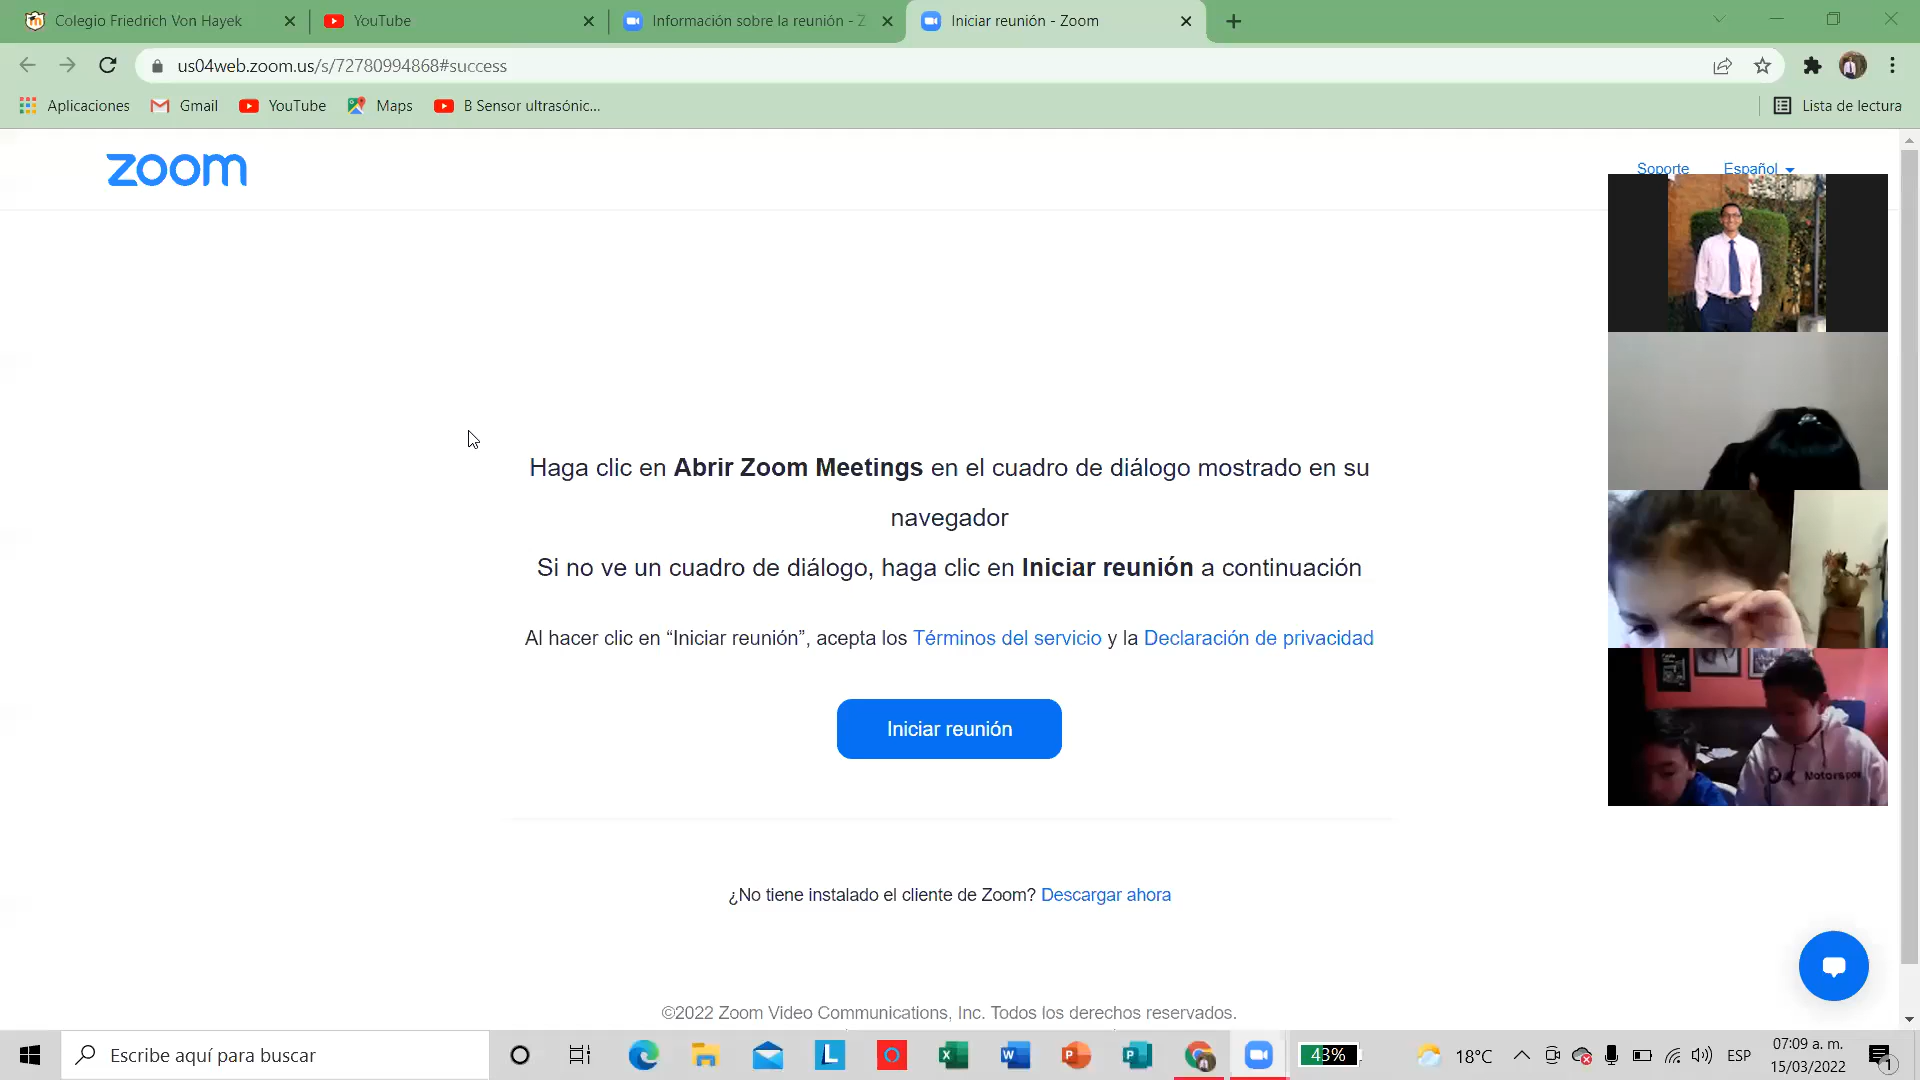 Colegio Friedrich Von Hayek
YouTube
Información sobre la reunión - Z
Iniciar reunión - Zoom
us04web.zoom.us/s/72780994868#success
Aplicaciones
Gmail
YouTube
Maps
B Sensor ultrasónic...
Lista de lectura
zoom
Soporte
Español
Haga clic en Abrir Zoom Meetings en el cuadro de diálogo mostrado en su
navegador
Si no ve un cuadro de diálogo, haga clic en Iniciar reunión a continuación
Al hacer clic en “Iniciar reunión”, acepta los Términos del servicio y la Declaración de privacidad
Iniciar reunión
Motorspor
¿No tiene instalado el cliente de Zoom? Descargar ahora
©2022 Zoom Video Communications, Inc. Todos los derechos reservados.
Escribe aquí para buscar
43%
18°C
ESP
07:09 a. m.
15/03/2022
1